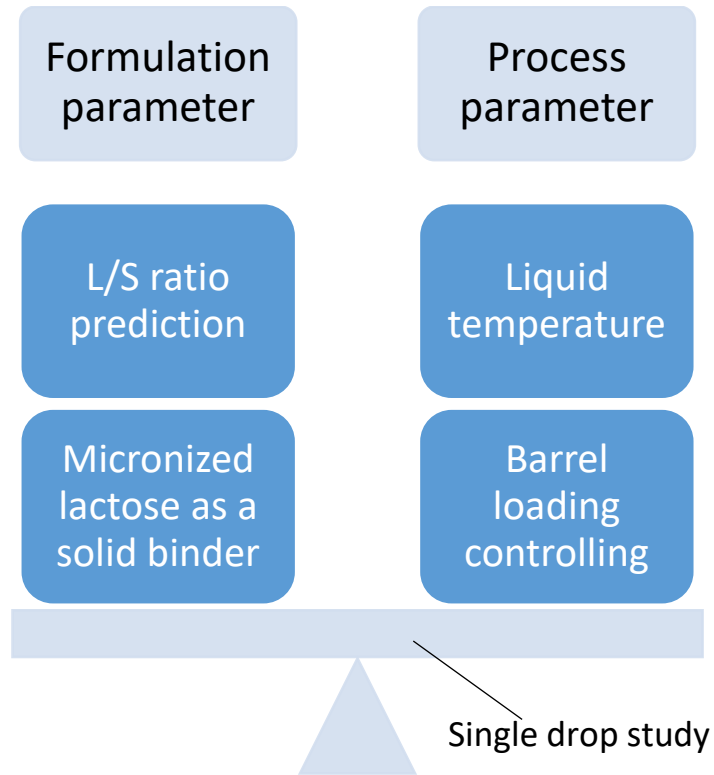 Formulation
parameter
Process
parameter
L/S ratio
prediction
Liquid
temperature
Micronized
lactose as a
solid binder
Barrel
loading
controlling
Single drop study